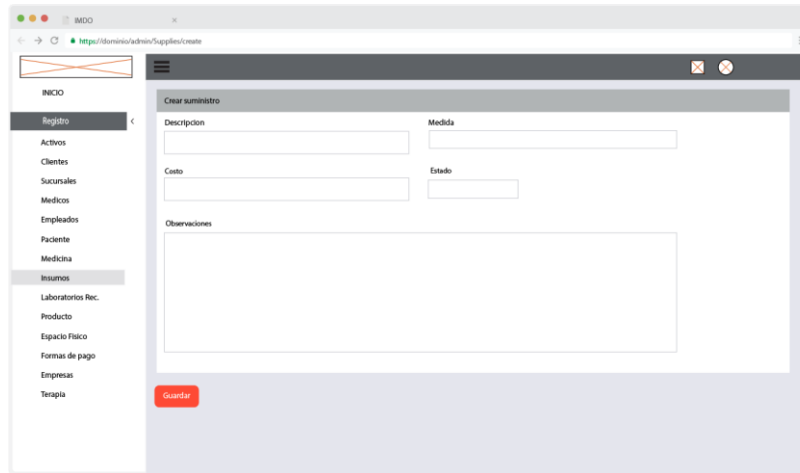 IMDO
https://dominio/admin/Supplies/create
INICIO
Registro
Activos
Clientes
Sucursales
Medicos
Empleados
Paciente
Medicina
Insumos
Laboratorios Rec.
Producto
Espacio Fisico
Formas de pago
Empresas
Terapia
Crear suministro
Descripcion
Medida
Costo
Estado
Observaciones
Guardar